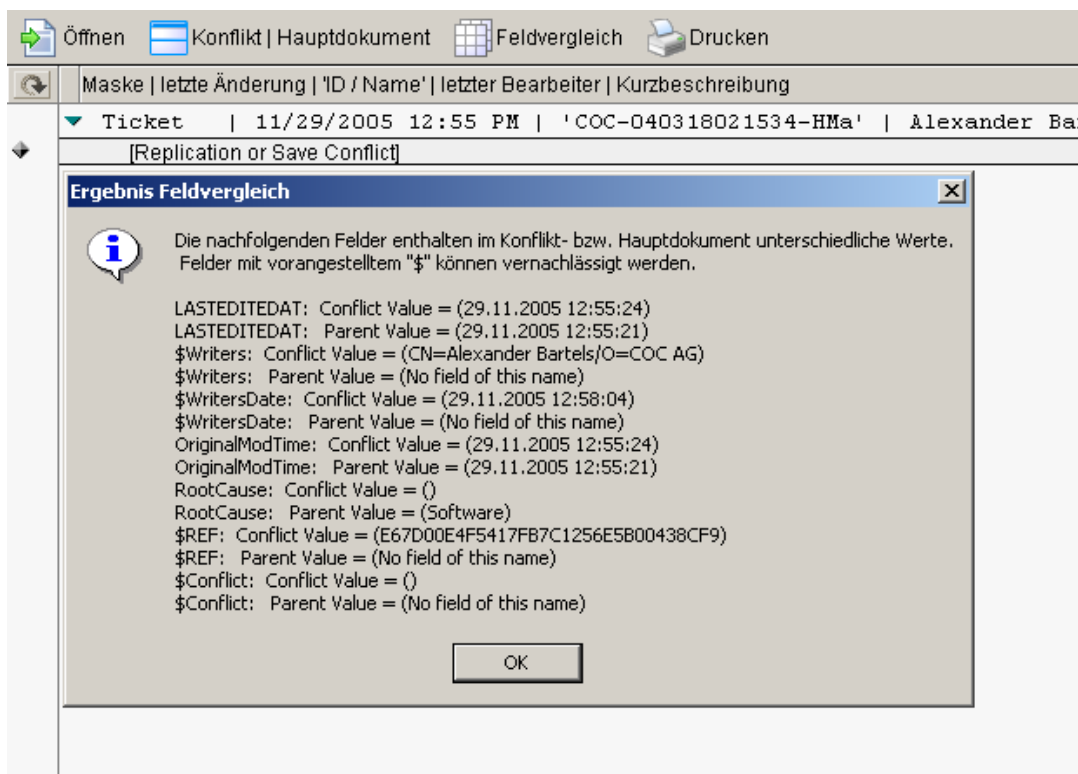 Öffnen Konflikt | Hauptdokument Feldvergleich Drucken
Maske | letzte Änderung | 'ID / Name' | letzter Bearbeiter | Kurzbeschreibung
Ticket | 11/29/2005 12:55 PM | 'COC-040318021534-HMa' | Alexander
[Replication or Save Conflict]
Ergebnis Feldvergleich
Die nachfolgenden Felder enthalten im Konflikt- bzw. Hauptdokument unterschiedliche Werte.
Felder mit vorangestelltem "$" können vernachlässigt werden.
LASTEDITEDAT: Conflict Value = (29.11.2005 12:55:24)
LASTEDITEDAT: Parent Value = (29.11.2005 12:55:21)
$Writers: Conflict Value = (CN=Alexander Bartels/O=COC AG)
$Writers: Parent Value = (No field of this name)
$WritersDate: Conflict Value = (29.11.2005 12:58:04)
$WritersDate: Parent Value = (No field of this name)
OriginalModTime: Conflict Value = (29.11.2005 12:55:24)
OriginalModTime: Parent Value = (29.11.2005 12:55:21)
RootCause: Conflict Value = ()
RootCause: Parent Value = (Software)
$REF: Conflict Value = (E67D00E4F5417FB7C1256E5B00438CF9)
$REF: Parent Value = (No field of this name)
$Conflict: Conflict Value = ()
$Conflict: Parent Value = (No field of this name)
OK